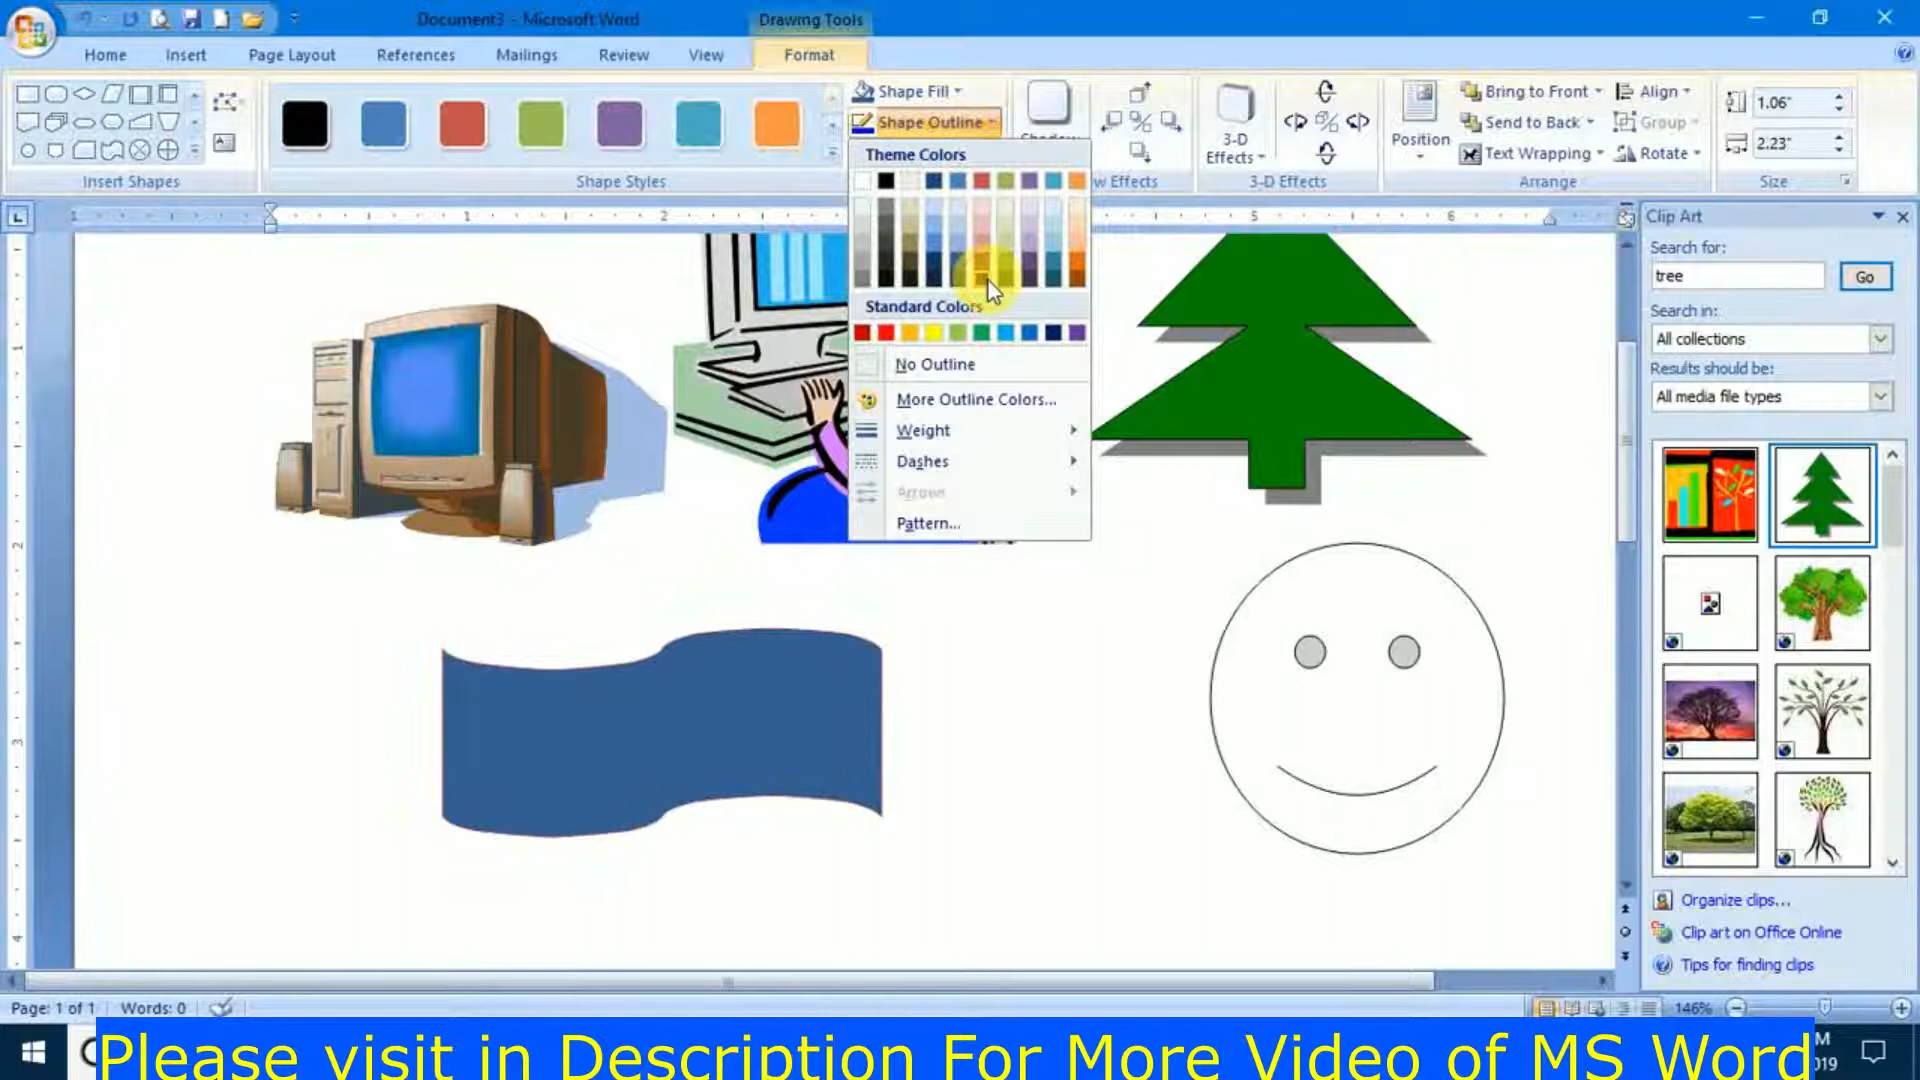 Document3 - Microsoft Word
Drawing Tools
Home
Insert
Page Layout
References
Mailings
Review
View
Format
Insert Shapes
Shape Styles
Shape Fill
Shape Outline
3-D
Effects
3-D Effects
Position
Bring to Front
Send to Back
Text Wrapping
Align
Group
Rotate
Arrange
1.06"
2.23"
Size
Theme Colors
Standard Colors
No Outline
More Outline Colors...
Weight
Dashes
Arrows
Pattern...
Clip Art
Search for:
tree
Go
Search in:
All collections
Results should be:
All media file types
Organize clips...
Clip art on Office Online
Tips for finding clips
Page: 1 of 1
Words: 0
146%
Please visit in Description For More Video of MS Word